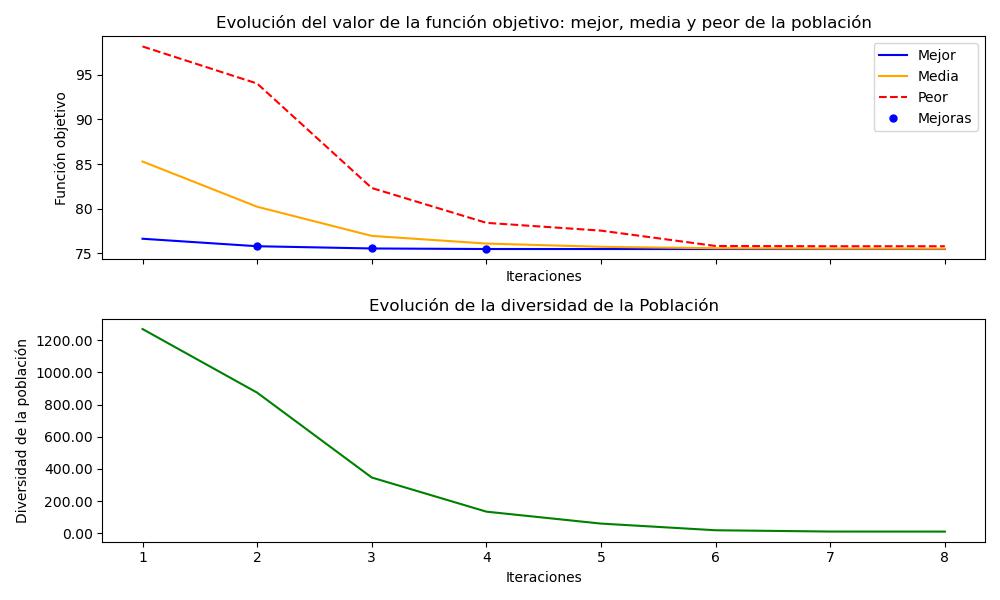 Evolución del valor de la función objetivo: mejor, media y peor de la población
Función objetivo
95
90
85
80
75
Mejor
Media
Peor
Mejoras
Iteraciones
Evolución de la diversidad de la Población
Diversidad de la población
1200.00
1000.00
800.00
600.00
400.00
200.00
0.00
1 2 3 4 5 6 7 8
Iteraciones